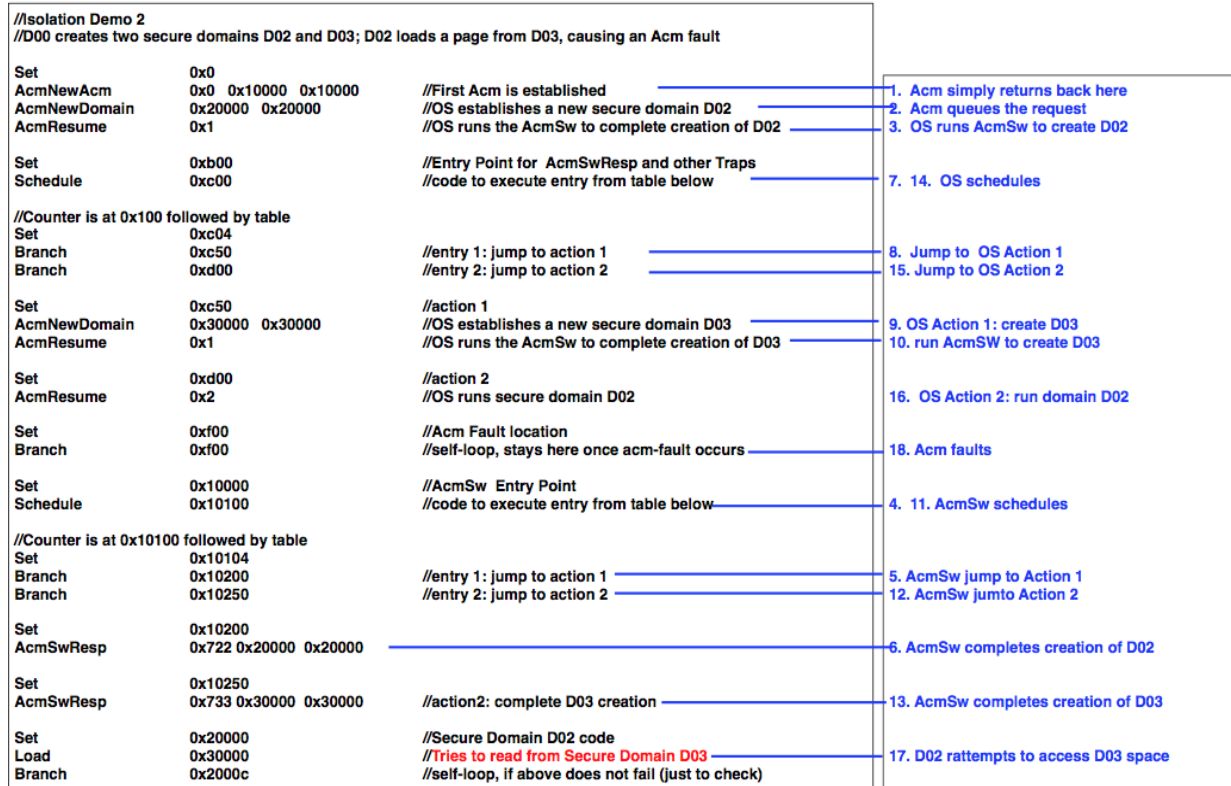 //Isolation Demo 2
//D00 creates two secure domains D02 and D03; D02 loads a page from D03, causing an Acm fault
Set 0x0
AcmNewAcm 0x0 0x10000 0x10000 //First Acm is established 1. Acm simply returns back here
AcmNewDomain 0x20000 0x20000 //OS establishes a new secure domain D02 2. Acm queues the request
AcmResume 0x1 //OS runs the AcmSw to complete creation of D02 3. OS runs AcmSw to create D02
Set 0xb00 //Entry Point for AcmSwResp and other Traps
Schedule 0xc00 //code to execute entry from table below 7. 14. OS schedules
//Counter is at 0x100 followed by table
Set 0xc04
Branch 0xc50 //entry 1: jump to action 1 8. Jump to OS Action 1
Branch 0xd00 //entry 2: jump to action 2 15. Jump to OS Action 2
Set 0xc50 //action 1
AcmNewDomain 0x30000 0x30000 //OS establishes a new secure domain D03 9. OS Action 1: create D03
AcmResume 0x1 //OS runs the AcmSw to complete creation of D03 10. run AcmSW to create D03
Set 0xd00 //action 2
AcmResume 0x2 //OS runs secure domain D02 16. OS Action 2: run domain D02
Set 0xf00 //Acm Fault location
Branch 0xf00 //self-loop, stays here once acm-fault occurs 18. Acm faults
Set 0x10000 //AcmSw Entry Point
Schedule 0x10100 //code to execute entry from table below 4. 11. AcmSw schedules
//Counter is at 0x10100 followed by table
Set 0x10104
Branch 0x10200 //entry 1: jump to action 1 5. AcmSw jump to Action 1
Branch 0x10250 //entry 2: jump to action 2 12. AcmSw jumto Action 2
Set 0x10200
AcmSwResp 0x722 0x20000 0x20000 6. AcmSw completes creation of D02
Set 0x10250
AcmSwResp 0x733 0x30000 0x30000 //action2: complete D03 creation 13. AcmSw completes creation of D03
Set 0x20000 //Secure Domain D02 code
Load 0x30000 //Tries to read from Secure Domain D03 17. D02 rattempts to access D03 space
Branch 0x2000c //self-loop, if above does not fail (just to check)